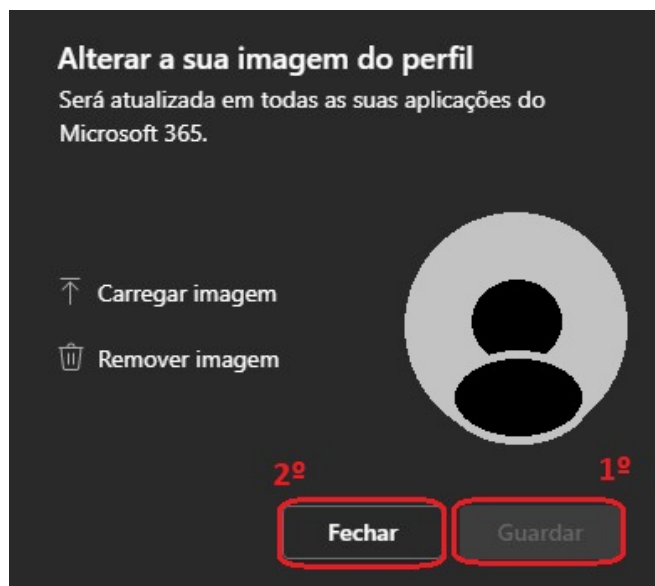 Alterar a sua imagem do perfil
Será atualizada em todas as suas aplicações do
Microsoft 365.
Carregar imagem
Remover imagem
2º
1º
Fechar
Guardar